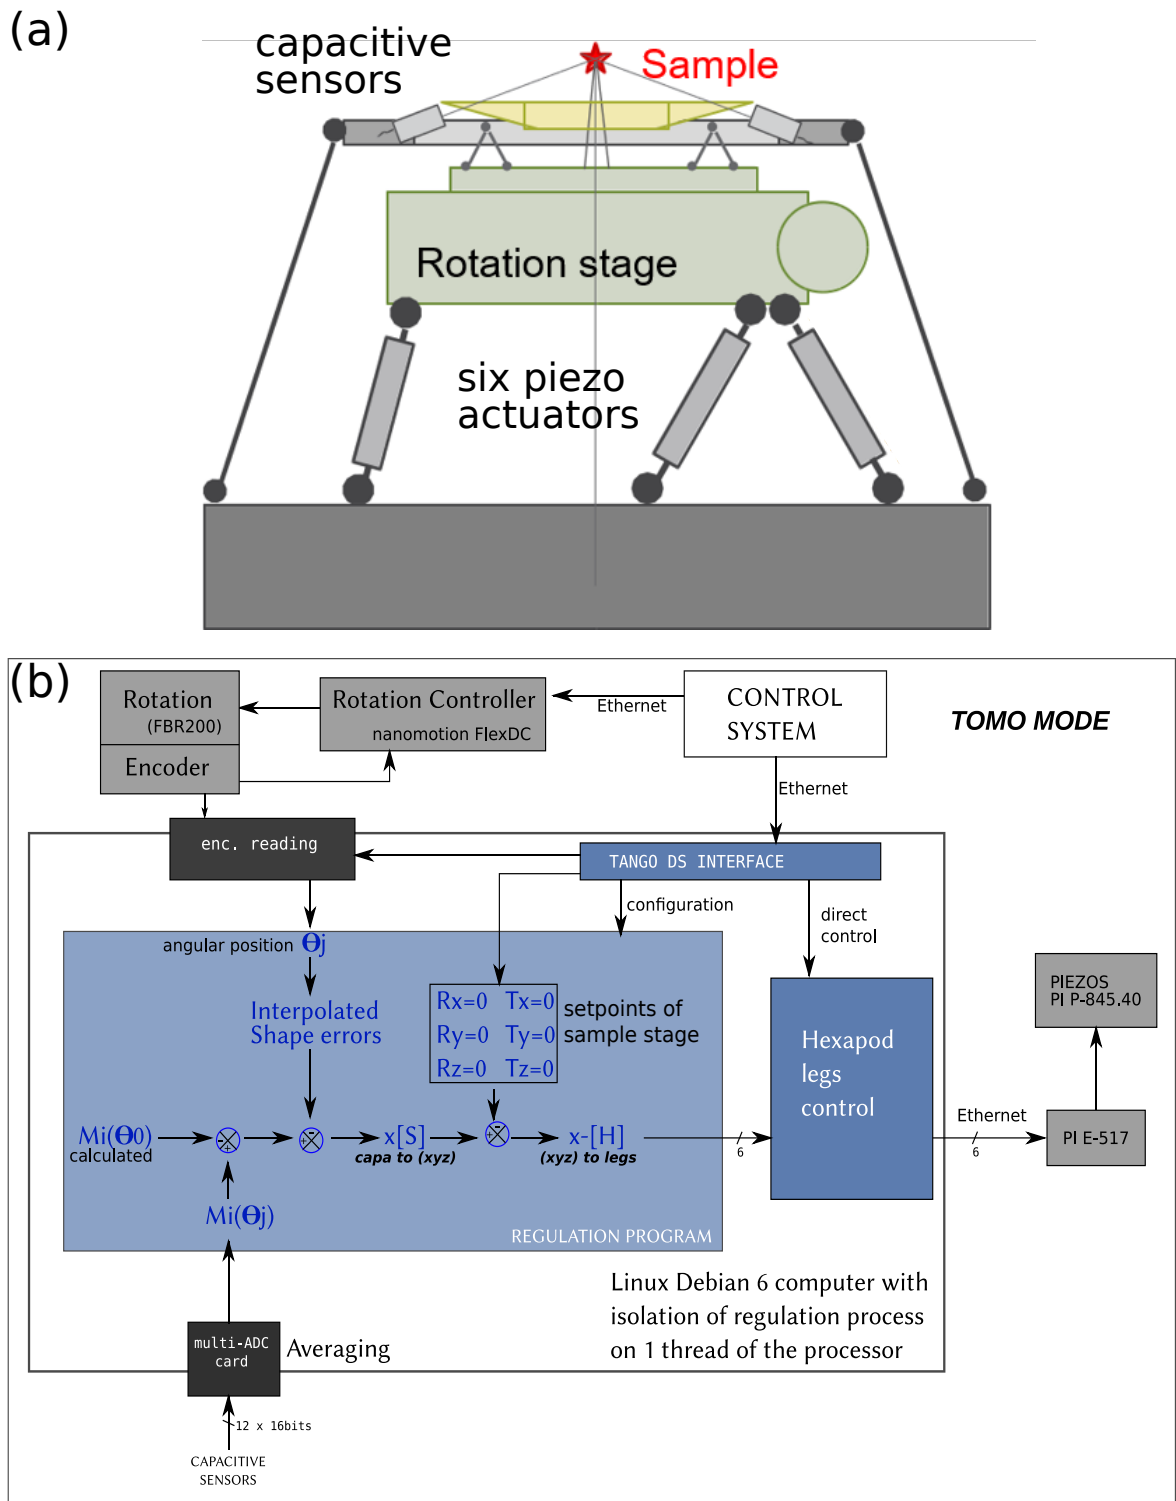 (a)
capacitive
sensors
Sample
Rotation stage
six piezo
actuators
(b)
Rotation
(FBR200)
Encoder
Rotation Controller
nanomotion FlexDC
Ethernet
CONTROL
SYSTEM
TOMO MODE
Ethernet
enc. reading
TANGO DS INTERFACE
configuration
direct
control
angular position Θj
Interpolated
Shape errors
Rx=0 Tx=0
Ry=0 Ty=0
Rz=0 Tz=0
setpoints of
sample stage
Hexapod
legs
control
PIEZOS
PI P-845.40
Mi(Θ0)
calculated
-
+
+
-
x[S]
capa to (xyz)
+
-
x-[H]
(xyz) to legs
6
Ethernet
6
PI E-517
Mi(Θj)
REGULATION PROGRAM
Linux Debian 6 computer with
isolation of regulation process
on 1 thread of the processor
multi-ADC
card
Averaging
12 x 16bits
CAPACITIVE
SENSORS